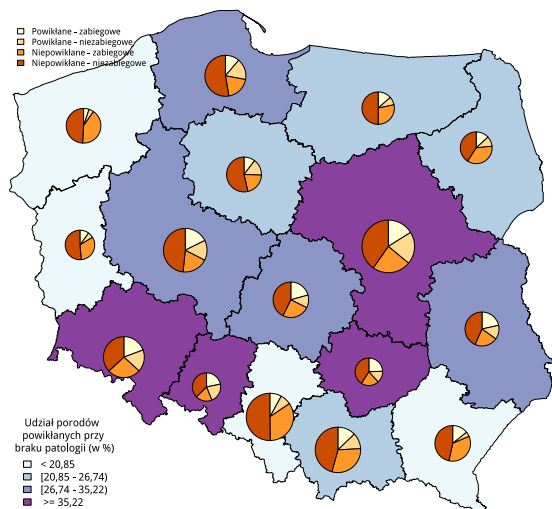 Powikłane - zabiegowe
Powikłane - niezabiegowe
Niepowikłane - zabiegowe
Niepowikłane - niezabiegowe
Udział porodów
powikłanych przy
braku patologii (w %)
< 20,85
[20,85 - 26,74)
[26,74 - 35,22)
>= 35,22